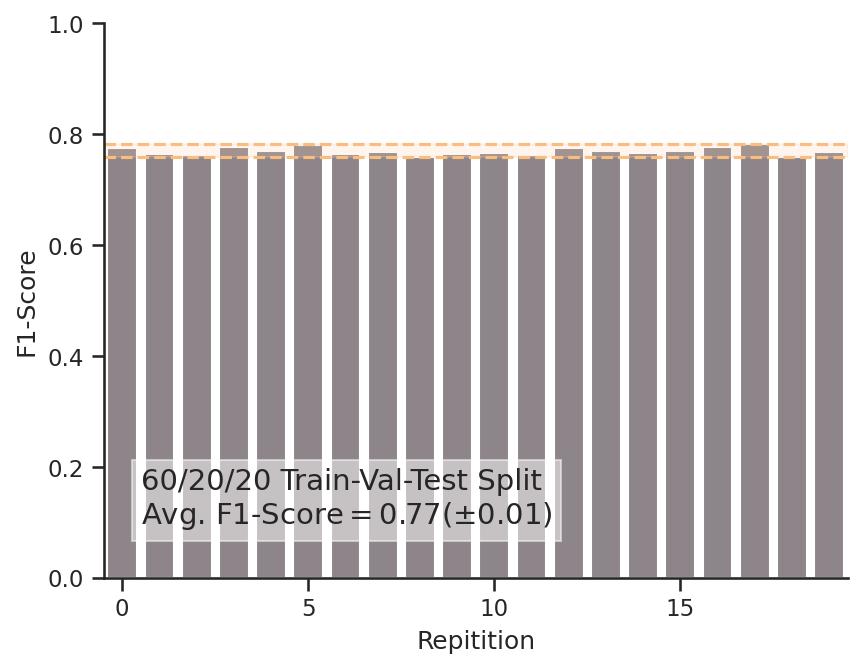 1.0
0.8
0.6
0.4
0.2
0.0
F1-Score
60/20/20 Train-Val-Test Split
Avg. F1-Score = 0.77(±0.01)
0 5 10 15
Repitition